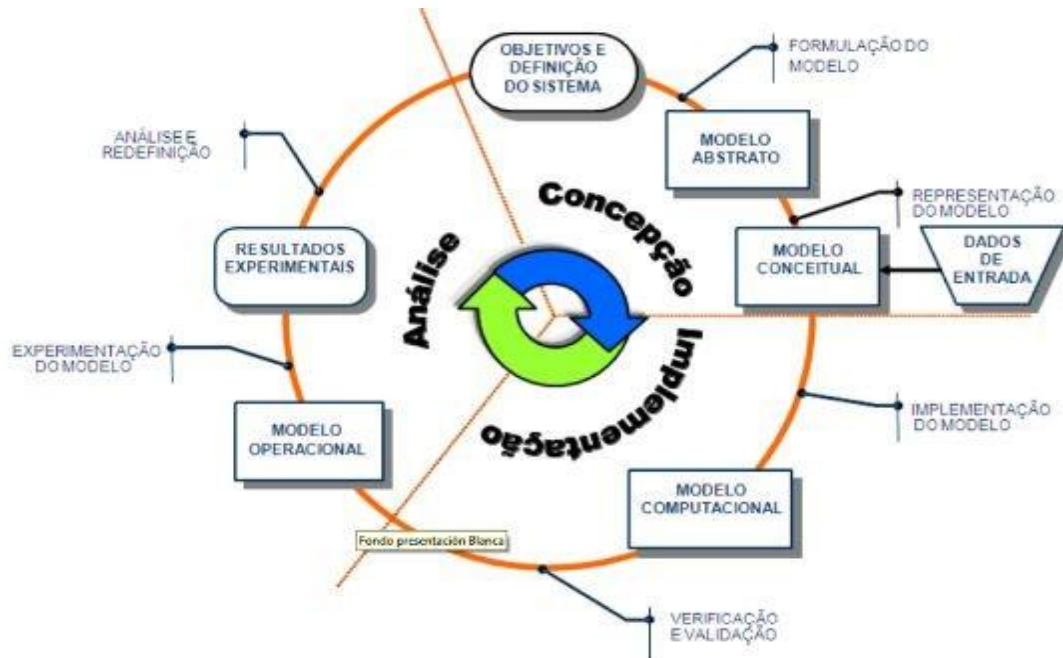 OBJETIVOS E
DEFINIÇÃO
DO SISTEMA
FORMULAÇÃO DO
MODELO
MODELO
ABSTRATO
REPRESENTAÇÃO
DO MODELO
MODELO
CONCEITUAL
DADOS
DE
ENTRADA
IMPLEMENTAÇÃO
DO MODELO
MODELO
COMPUTACIONAL
VERIFICAÇÃO
E VALIDAÇÃO
Fondo presentación Blanca
MODELO
OPERACIONAL
EXPERIMENTAÇÃO
DO MODELO
RESULTADOS
EXPERIMENTAIS
ANÁLISE E
REDEFINIÇÃO
Concepção
Implementação
Análise